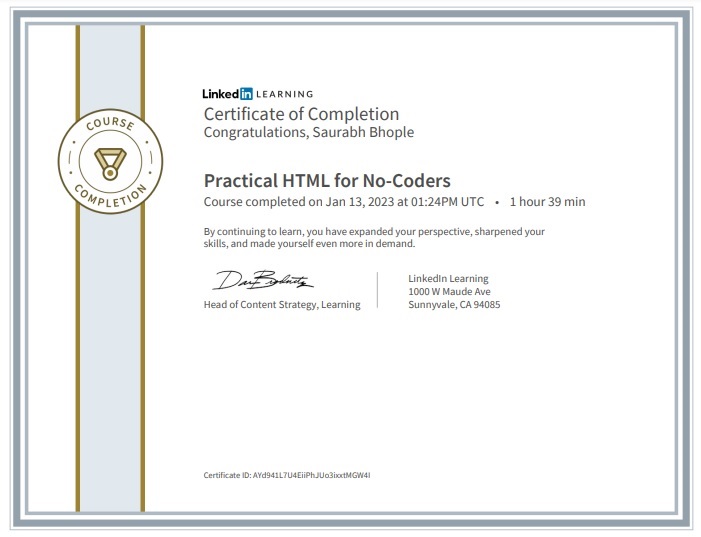 COURSE
COMPLETION
Linked in LEARNING
Certificate of Completion
Congratulations, Saurabh Bhople
Practical HTML for No-Coders
Course completed on Jan 13, 2023 at 01:24PM UTC • 1 hour 39 min
By continuing to learn, you have expanded your perspective, sharpened your
skills, and made yourself even more in demand.
Head of Content Strategy, Learning
LinkedIn Learning
1000 W Maude Ave
Sunnyvale, CA 94085
Certificate ID: AYd941L7U4EiiPhJUo3ixxtMGW4I